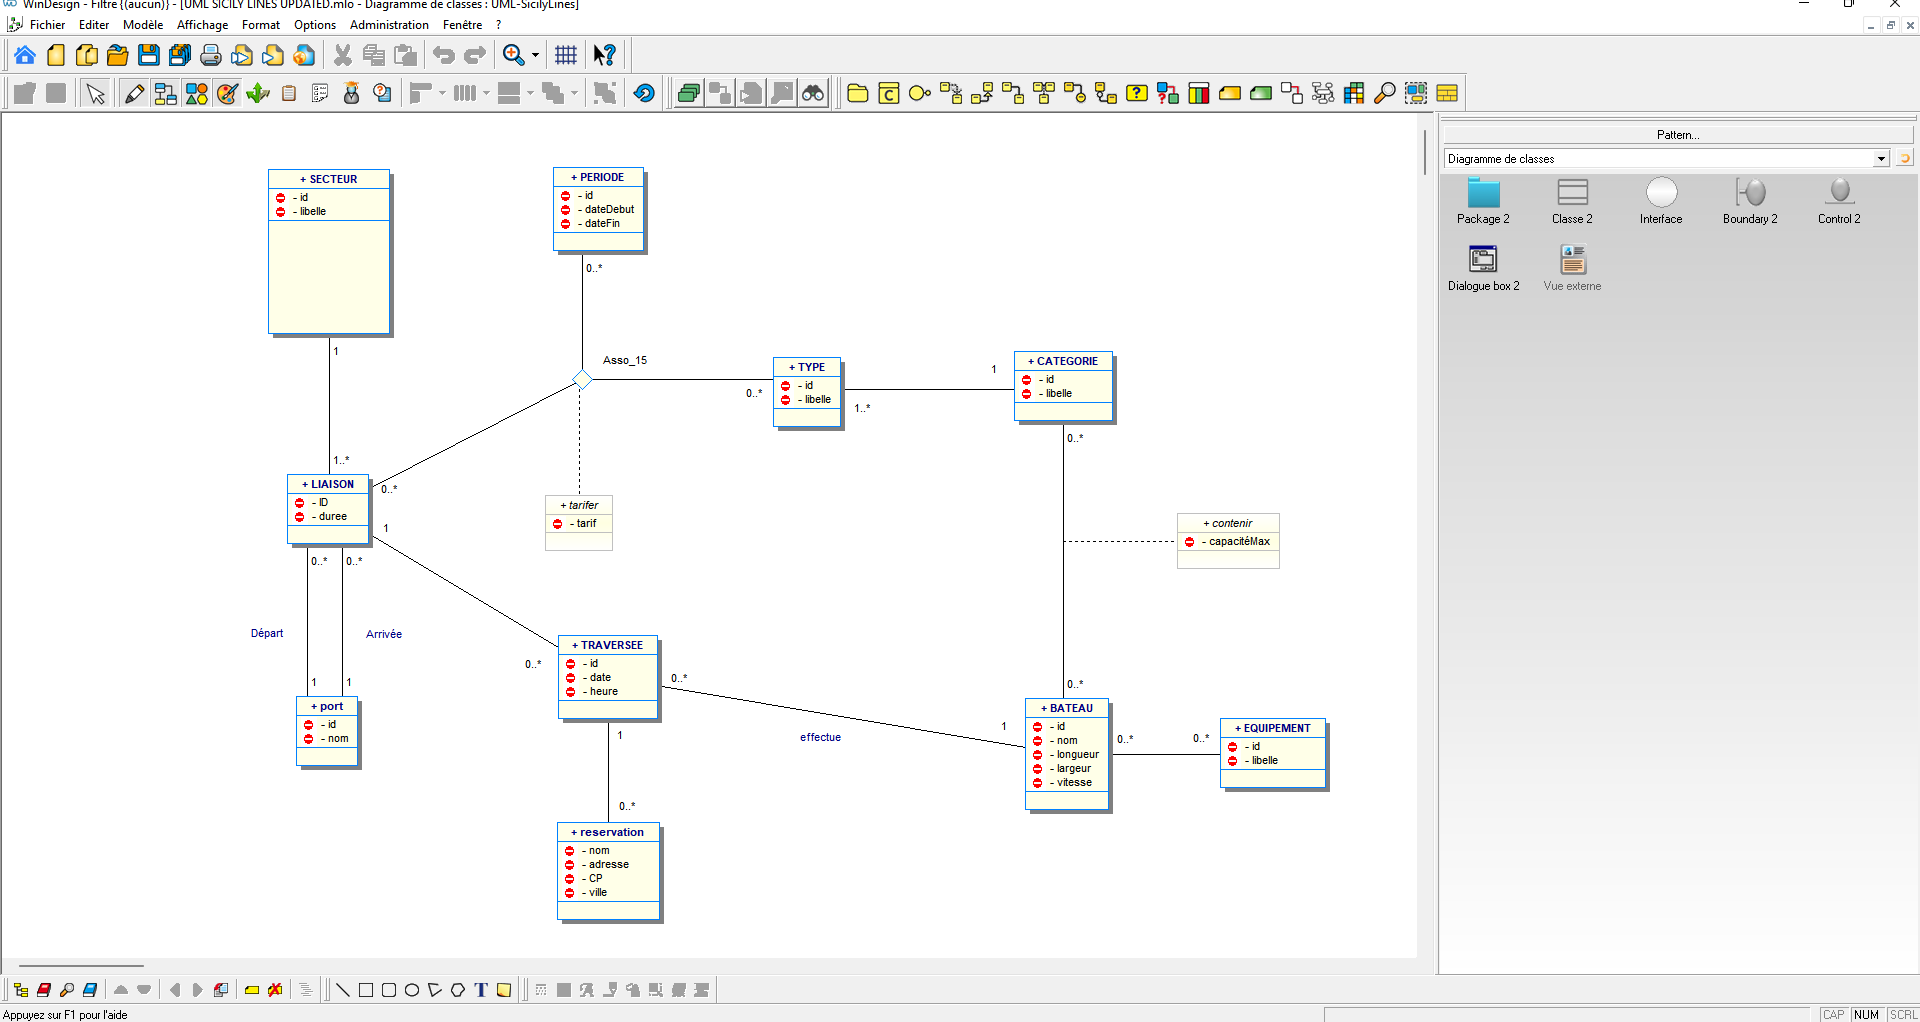 WinDesign - Filtre {(aucun)} - [UML SICILY LINES UPDATED.mlo - Diagramme de classes : UML-SicilyLines]
Fichier Editer Modèle Affichage Format Options Administration Fenêtre ?
Pattern...
Diagramme de classes
Package 2 Classe 2 Interface Boundary 2 Control 2
Dialogue box 2 Vue externe
+ SECTEUR
- id
- libelle
+ PERIODE
- id
- dateDebut
- dateFin
0..*
1
Asso_15
0..*
+ TYPE
- id
- libelle
1..*
1
+ CATEGORIE
- id
- libelle
0..*
1..*
+ LIAISON
- ID
- duree
0..*
1
+ tarifer
- tarif
+ contenir
- capacitéMax
0..*
0..*
Départ
Arrivée
1
1
+ port
- id
- nom
0..*
+ TRAVERSEE
- id
- date
- heure
0..*
effectue
1
0..*
+ BATEAU
- id
- nom
- longueur
- largeur
- vitesse
0..*
0..*
+ EQUIPEMENT
- id
- libelle
1
0..*
+ reservation
- nom
- adresse
- CP
- ville
Appuyez sur F1 pour l'aide
CAP NUM SCRL